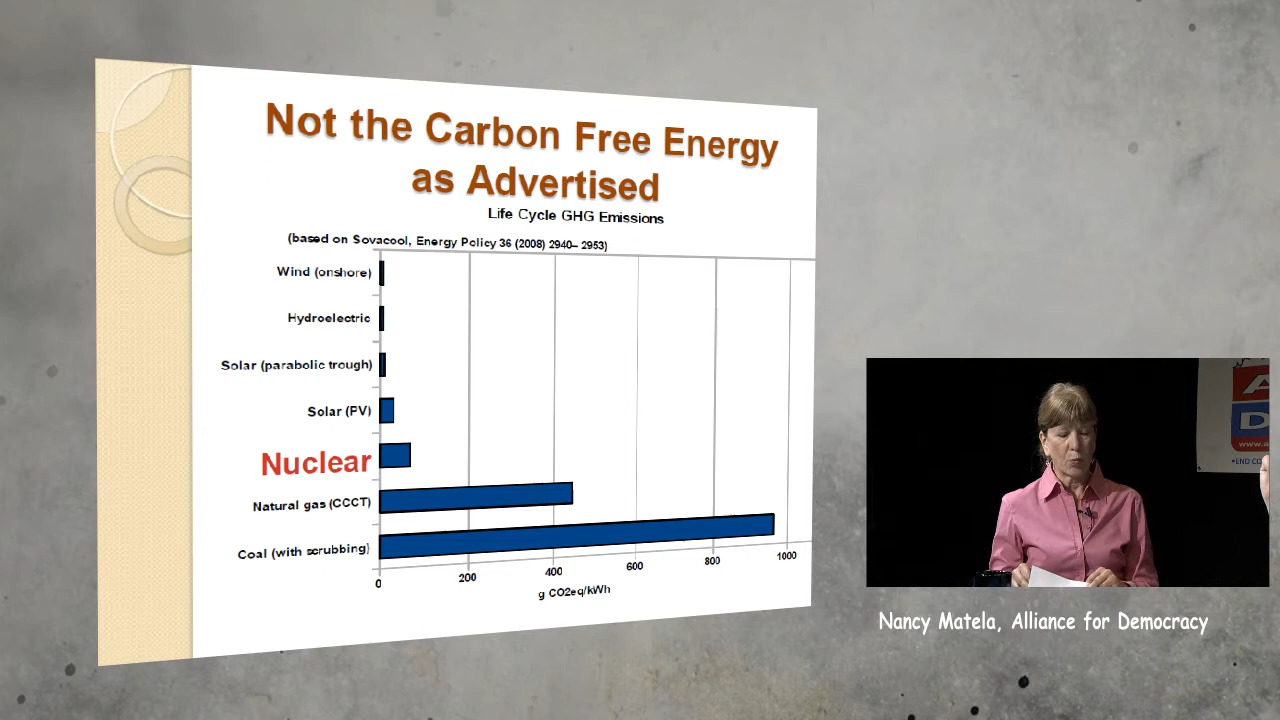 Not the Carbon Free Energy
as Advertised
Life Cycle GHG Emissions
(based on Sovacool, Energy Policy 36 (2008) 2940– 2953)
Wind (onshore)
Hydroelectric
Solar (parabolic trough)
Solar (PV)
Nuclear
Natural gas (CCCT)
Coal (with scrubbing)
0 200 400 600 800 1000
g CO2eq/kWh
A
D
Nancy Matela, Alliance for Democracy